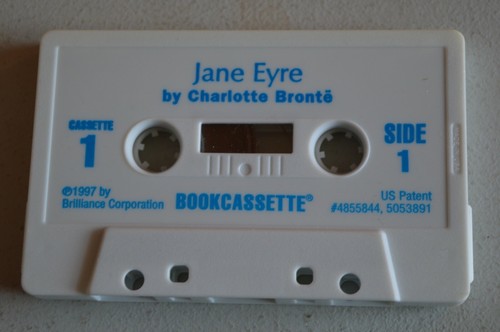 Jane Eyre
by Charlotte Brontë
CASSETTE
1
SIDE
1
℗1997 by
Brilliance Corporation
BOOKCASSETTE®
US Patent
#4855844, 5053891